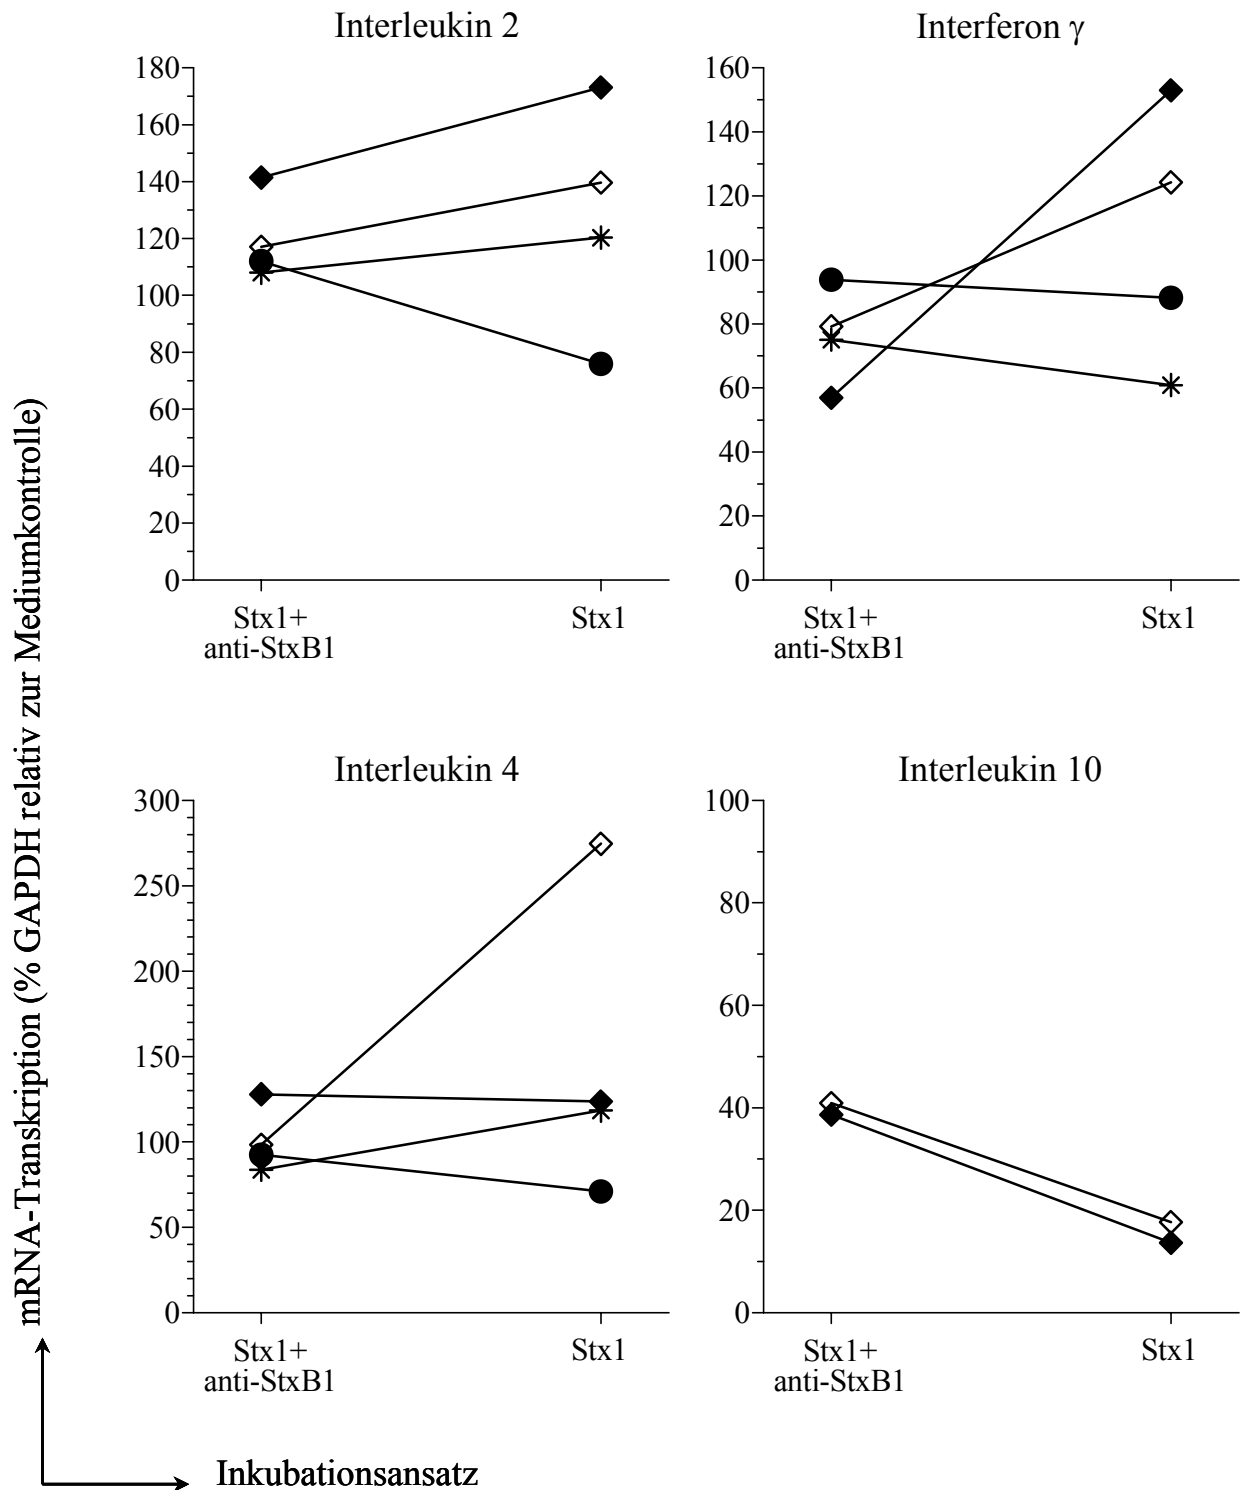 Interleukin 2
180
160
140
120
100
80
60
40
20
0
Stx1+
anti-StxB1
Stx1
Interferon γ
160
140
120
100
80
60
40
20
0
Stx1+
anti-StxB1
Stx1
mRNA-Transkription (% GAPDH relativ zur Mediumkontrolle)
Interleukin 4
300
250
200
150
100
50
0
Stx1+
anti-StxB1
Stx1
Interleukin 10
100
80
60
40
20
0
Stx1+
anti-StxB1
Stx1
Inkubationsansatz